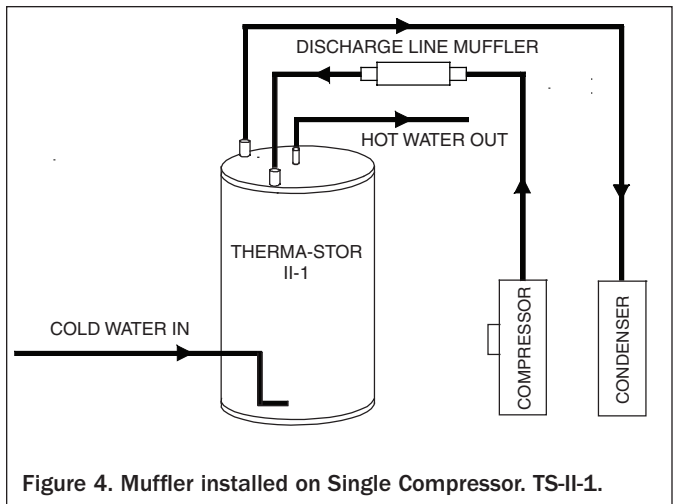 DISCHARGE LINE MUFFLER
HOT WATER OUT
THERMA-STOR
II-1
COLD WATER IN
COMPRESSOR
CONDENSER
Figure 4. Muffler installed on Single Compressor. TS-II-1.